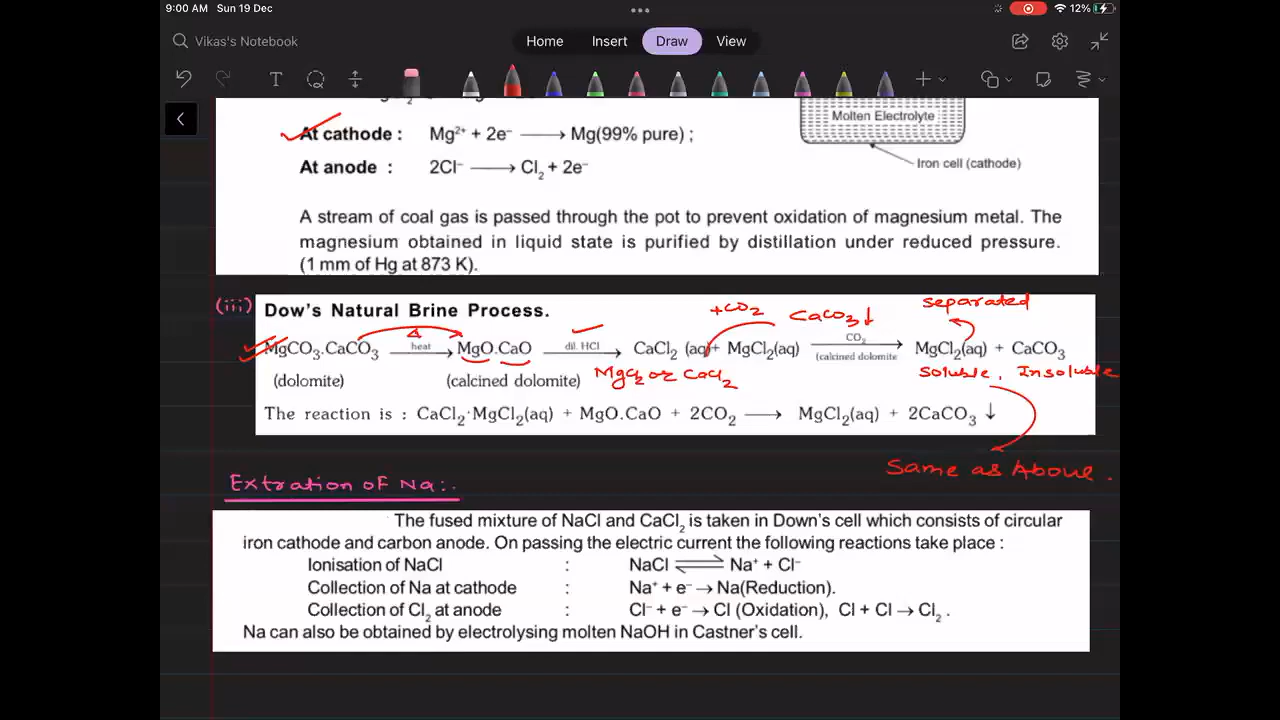 9:00 AM Sun 19 Dec
12%
Vikas's Notebook
Home Insert Draw View
At cathode : Mg²⁺ + 2e⁻ ⟶ Mg(99% pure) ;
At anode : 2Cl⁻ ⟶ Cl₂ + 2e⁻
Molten Electrolyte
Iron cell (cathode)
A stream of coal gas is passed through the pot to prevent oxidation of magnesium metal. The
magnesium obtained in liquid state is purified by distillation under reduced pressure.
(1 mm of Hg at 873 K).
(iii)
Dow's Natural Brine Process.
+CO₂ CaCO₃↓ separated
Δ
MgCO₃.CaCO₃ ⟶ heat MgO.CaO ⟶ dil. HCl CaCl₂ (aq)+ MgCl₂(aq) ⟶ CO₂ (calcined dolomite MgCl₂(aq) + CaCO₃
(dolomite) (calcined dolomite) MgCl₂ or CaCl₂ Soluble. Insoluble
The reaction is : CaCl₂·MgCl₂(aq) + MgO.CaO + 2CO₂ ⟶ MgCl₂(aq) + 2CaCO₃ ↓
Same as Above.
Extration of Na:.
The fused mixture of NaCl and CaCl₂ is taken in Down's cell which consists of circular
iron cathode and carbon anode. On passing the electric current the following reactions take place :
Ionisation of NaCl : NaCl ⇌ Na⁺ + Cl⁻
Collection of Na at cathode : Na⁺ + e⁻ → Na(Reduction).
Collection of Cl₂ at anode : Cl⁻ + e⁻ → Cl (Oxidation), Cl + Cl → Cl₂ .
Na can also be obtained by electrolysing molten NaOH in Castner's cell.